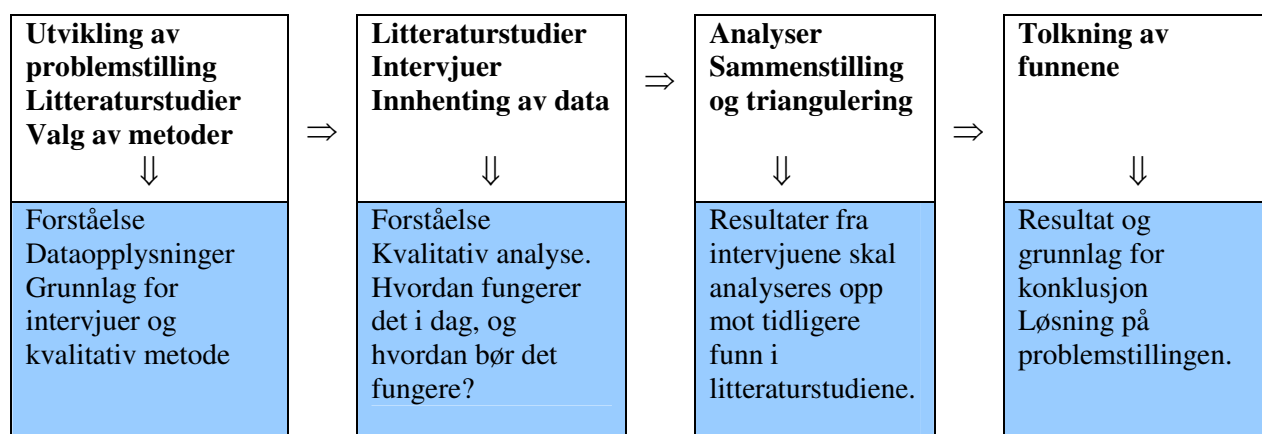 Utvikling av
problemstilling
Litteraturstudier
Valg av metoder
⇓
Forståelse
Dataopplysninger
Grunnlag for
intervjuer og
kvalitativ metode
⇒
Litteraturstudier
Intervjuer
Innhenting av data
⇓
Forståelse
Kvalitativ analyse.
Hvordan fungerer
det i dag, og
hvordan bør det
fungere?
⇒
Analyser
Sammenstilling
og triangulering
⇓
Resultater fra
intervjuene skal
analyseres opp
mot tidligere
funn i
litteraturstudiene.
⇒
Tolkning av
funnene
⇓
Resultat og
grunnlag for
konklusjon
Løsning på
problemstillingen.